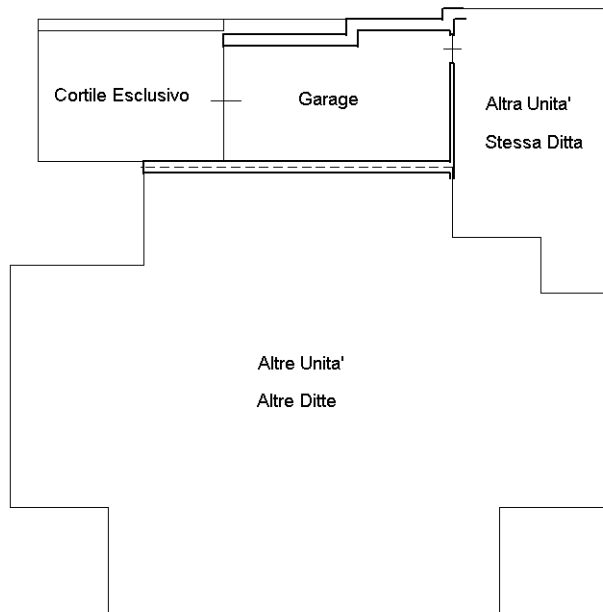 Cortile Esclusivo
Garage
Altra Unita'
Stessa Ditta
Altre Unita'
Altre Ditte